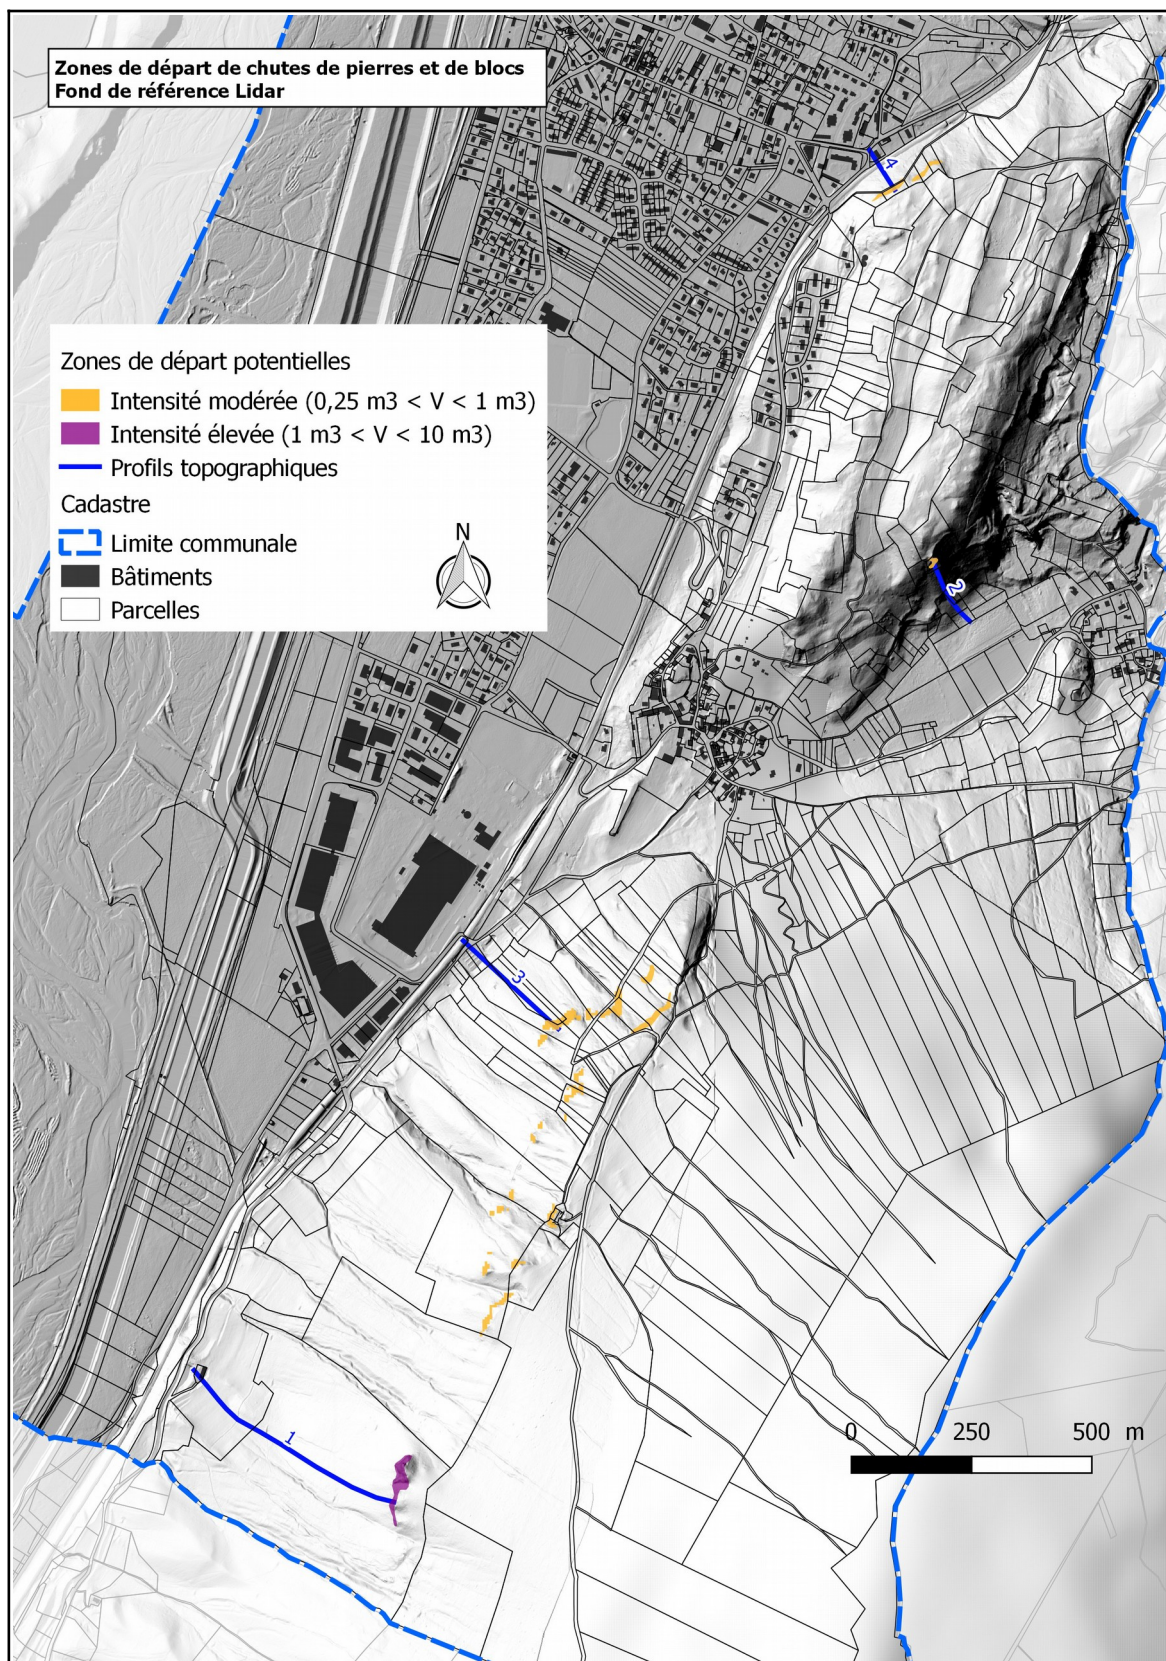 Zones de départ de chutes de pierres et de blocs
Fond de référence Lidar
4
Zones de départ potentielles
Intensité modérée (0,25 m3 < V < 1 m3)
Intensité élevée (1 m3 < V < 10 m3)
Profils topographiques
Cadastre
Limite communale
Bâtiments
Parcelles
N
2
3
1
0 250 500 m